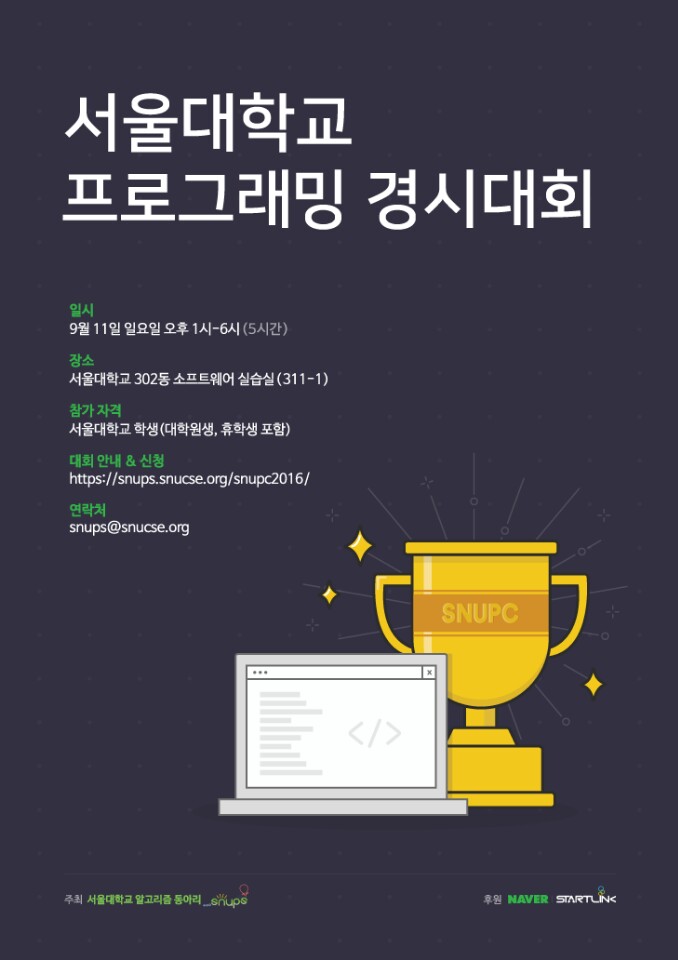 서울대학교
프로그래밍 경시대회
일시
9월 11일 일요일 오후 1시-6시 (5시간)
장소
서울대학교 302동 소프트웨어 실습실 (311-1)
참가 자격
서울대학교 학생(대학원생, 휴학생 포함)
대회 안내 & 신청
https://snups.snucse.org/snupc2016/
연락처
snups@snucse.org
SNUPC
x
</>
주최 서울대학교 알고리즘 동아리 _snups
후원 NAVER STARTLINK